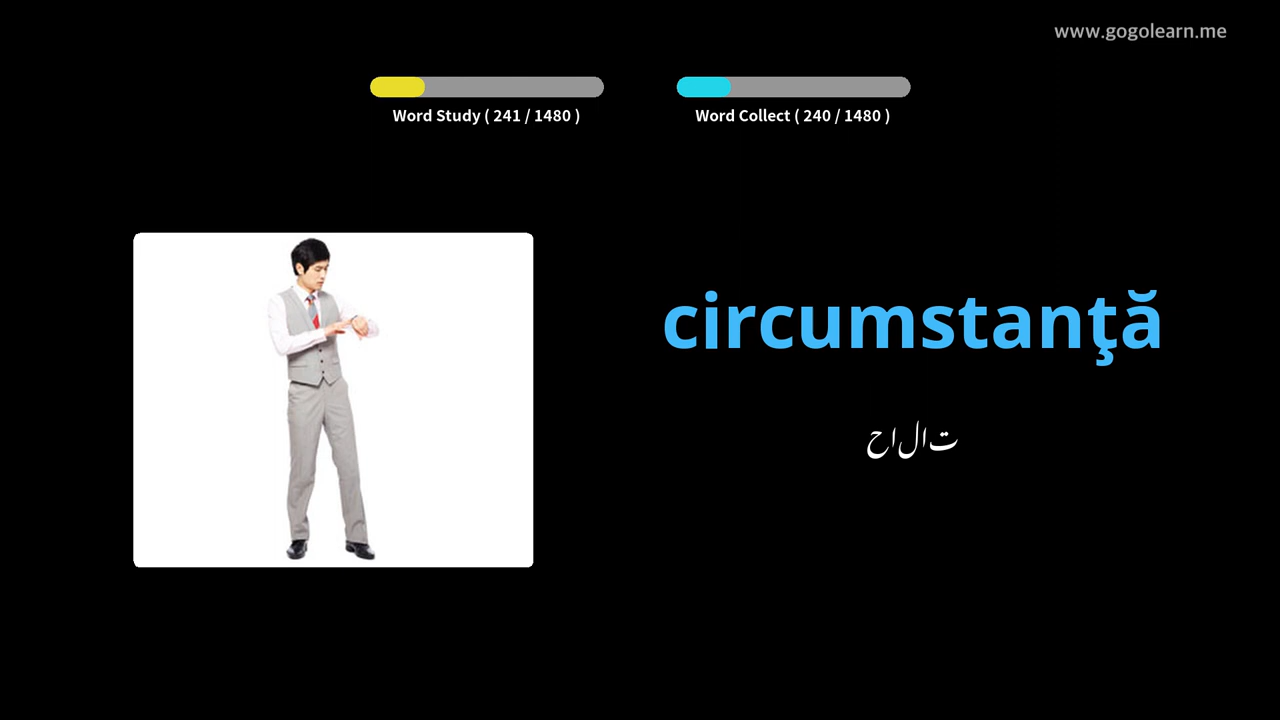 www.gogolearn.me
Word Study ( 241 / 1480 )
Word Collect ( 240 / 1480 )
circumstanţă
حالات